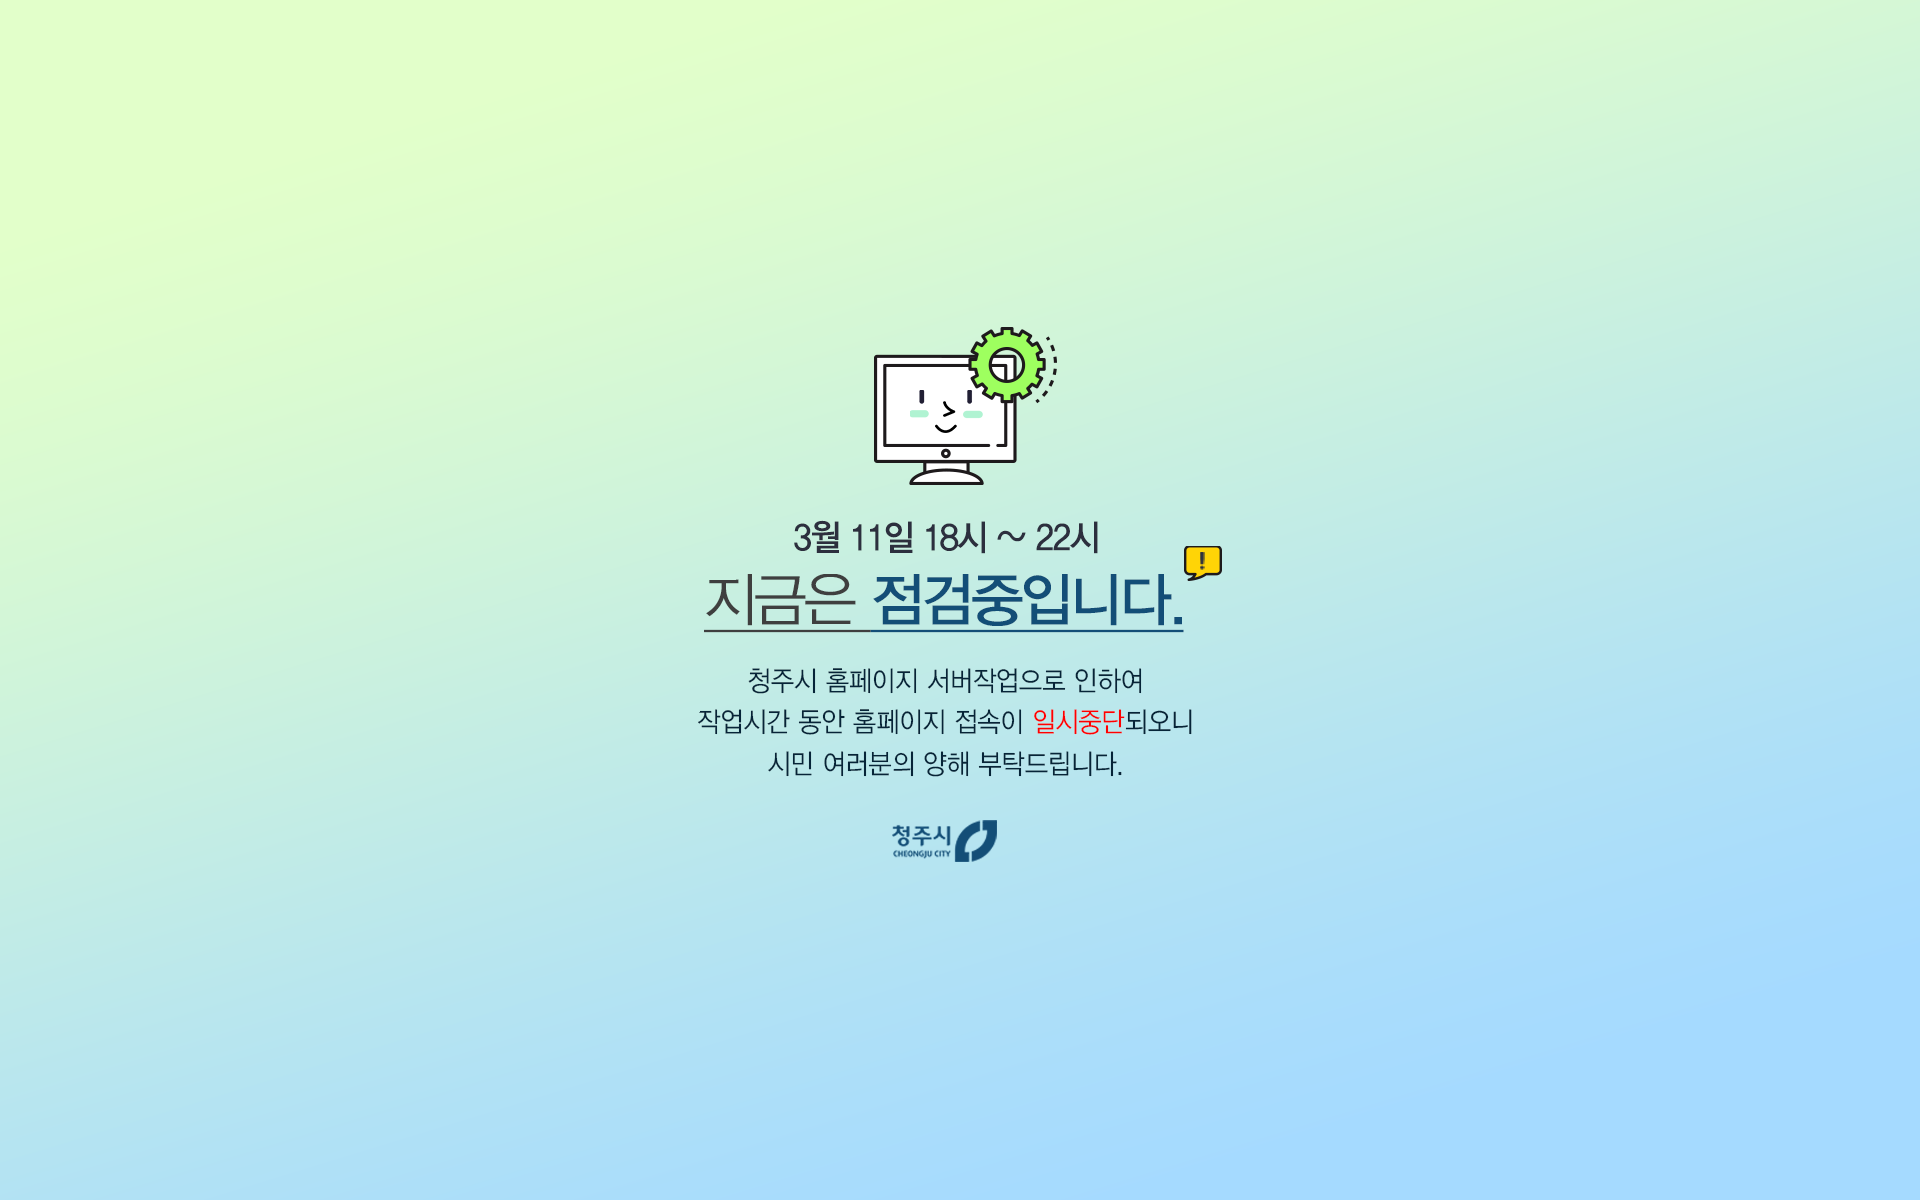 3월 11일 18시 ~ 22시
!
지금은 점검중입니다.
청주시 홈페이지 서버작업으로 인하여
작업시간 동안 홈페이지 접속이 일시중단되오니
시민 여러분의 양해 부탁드립니다.
청주시
CHEONGJU CITY